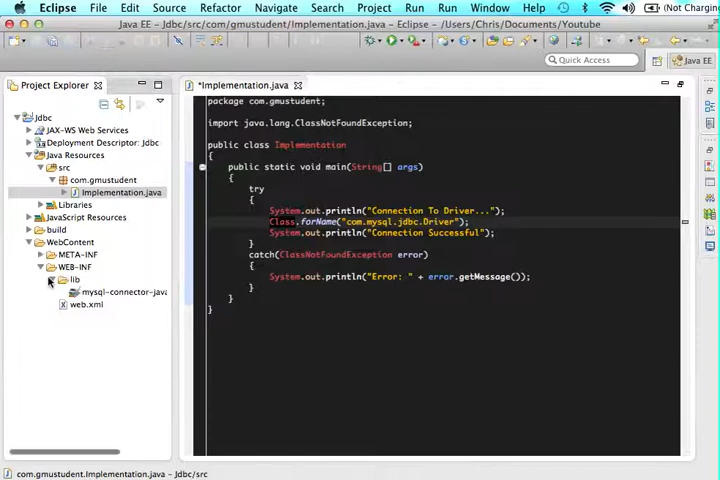 Eclipse File Edit Source Refactor Navigate Search Project Run Window Help (Not Charging
Java EE - Jdbc/src/com/gmustudent/Implementation.java - Eclipse - /Users/Chris/Documents/Youtube
Quick Access
Java EE
Project Explorer
*Implementation.java
Jdbc
JAX-WS Web Services
Deployment Descriptor: Jdbc
Java Resources
src
com.gmustudent
Implementation.java
Libraries
JavaScript Resources
build
WebContent
META-INF
WEB-INF
lib
mysql-connector-java
web.xml
package com.gmustudent;
import java.lang.ClassNotFoundException;
public class Implementation
{
public static void main(String[] args)
{
try
{
System.out.println("Connection To Driver...");
Class.forName("com.mysql.jdbc.Driver");
System.out.println("Connection Successful");
}
catch(ClassNotFoundException error)
{
System.out.println("Error: " + error.getMessage());
}
}
}
com.gmustudent.Implementation.java - Jdbc/src